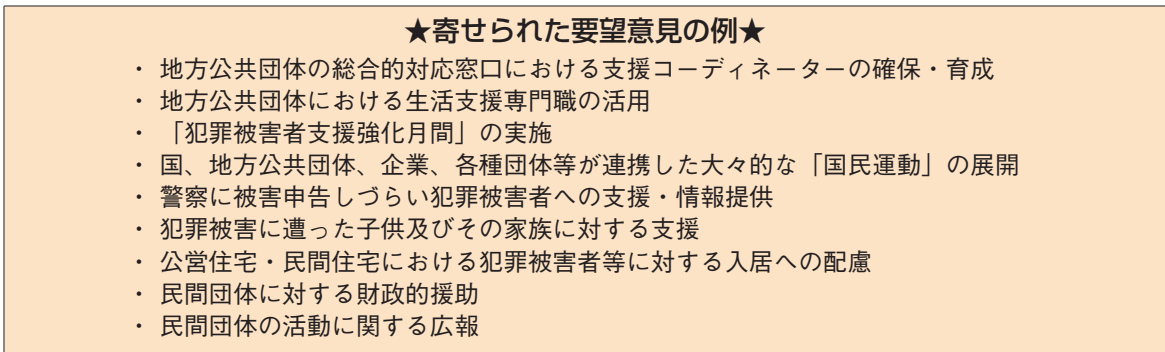 ★寄せられた要望意見の例★
・ 地方公共団体の総合的対応窓口における支援コーディネーターの確保・育成
・ 地方公共団体における生活支援専門職の活用
・ 「犯罪被害者支援強化月間」の実施
・ 国、地方公共団体、企業、各種団体等が連携した大々的な「国民運動」の展開
・ 警察に被害申告しづらい犯罪被害者への支援・情報提供
・ 犯罪被害に遭った子供及びその家族に対する支援
・ 公営住宅・民間住宅における犯罪被害者等に対する入居への配慮
・ 民間団体に対する財政的援助
・ 民間団体の活動に関する広報